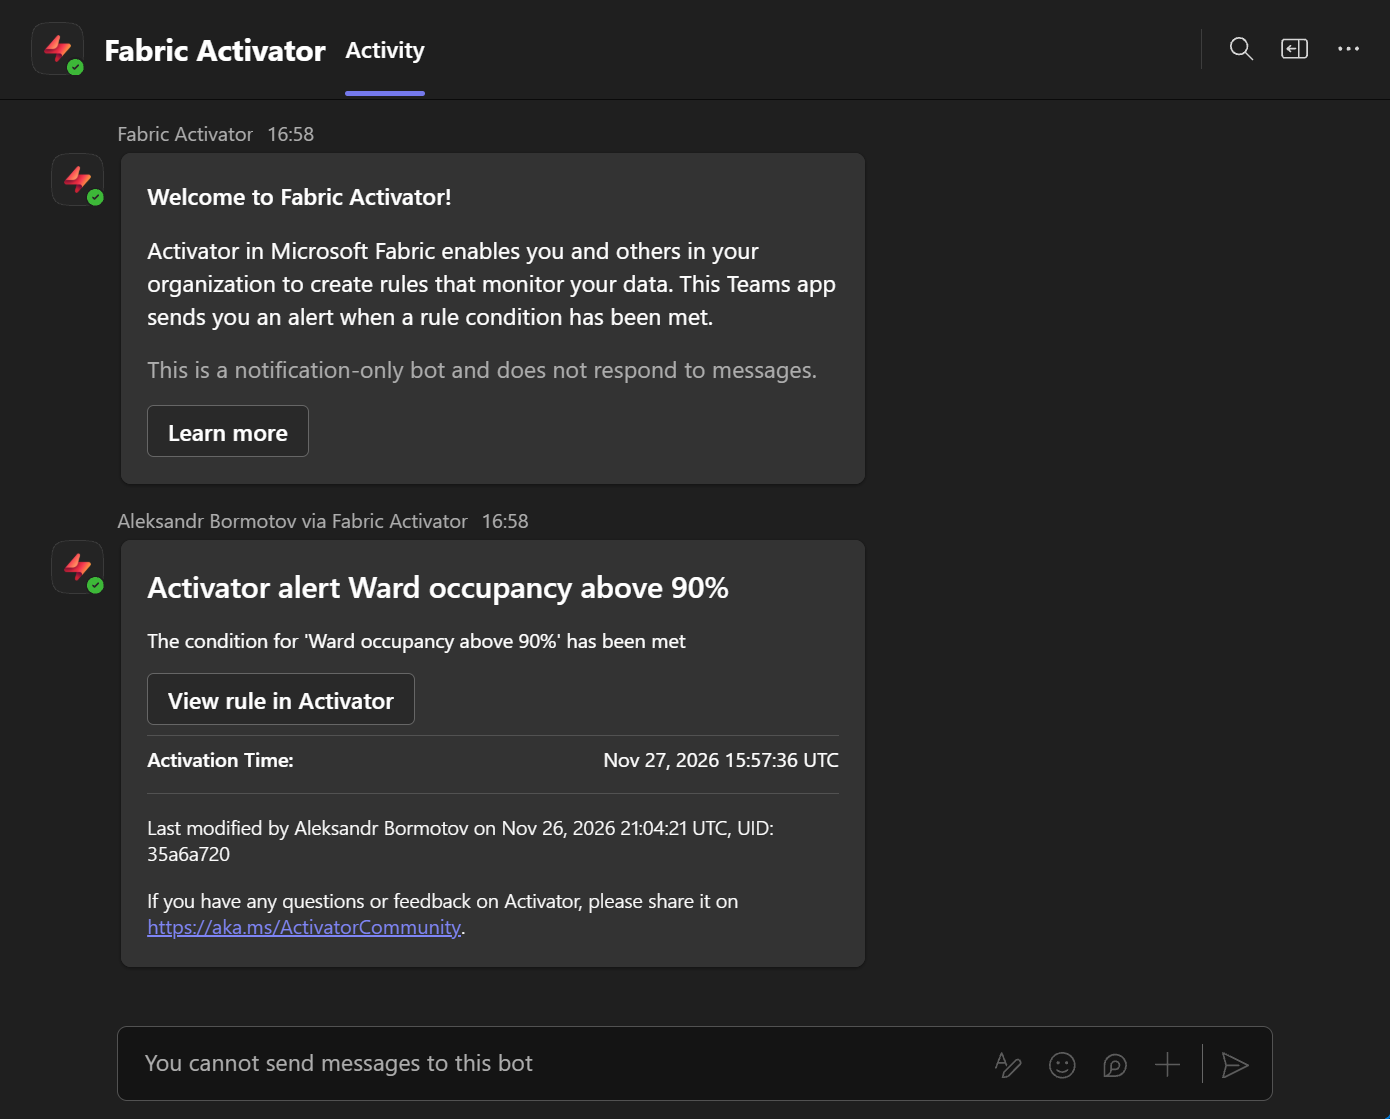 Fabric Activator Activity
Fabric Activator 16:58
Welcome to Fabric Activator!
Activator in Microsoft Fabric enables you and others in your
organization to create rules that monitor your data. This Teams app
sends you an alert when a rule condition has been met.
This is a notification-only bot and does not respond to messages.
Learn more
Aleksandr Bormotov via Fabric Activator 16:58
Activator alert Ward occupancy above 90%
The condition for 'Ward occupancy above 90%' has been met
View rule in Activator
Activation Time: Nov 27, 2026 15:57:36 UTC
Last modified by Aleksandr Bormotov on Nov 26, 2026 21:04:21 UTC, UID:
35a6a720
If you have any questions or feedback on Activator, please share it on
https://aka.ms/ActivatorCommunity.
You cannot send messages to this bot